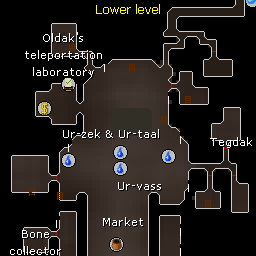 Lower level
Oldak's
teleportation
laboratory
Ur-zek & Ur-taal
Tegdak
Ur-vass
Market
Bone
collector